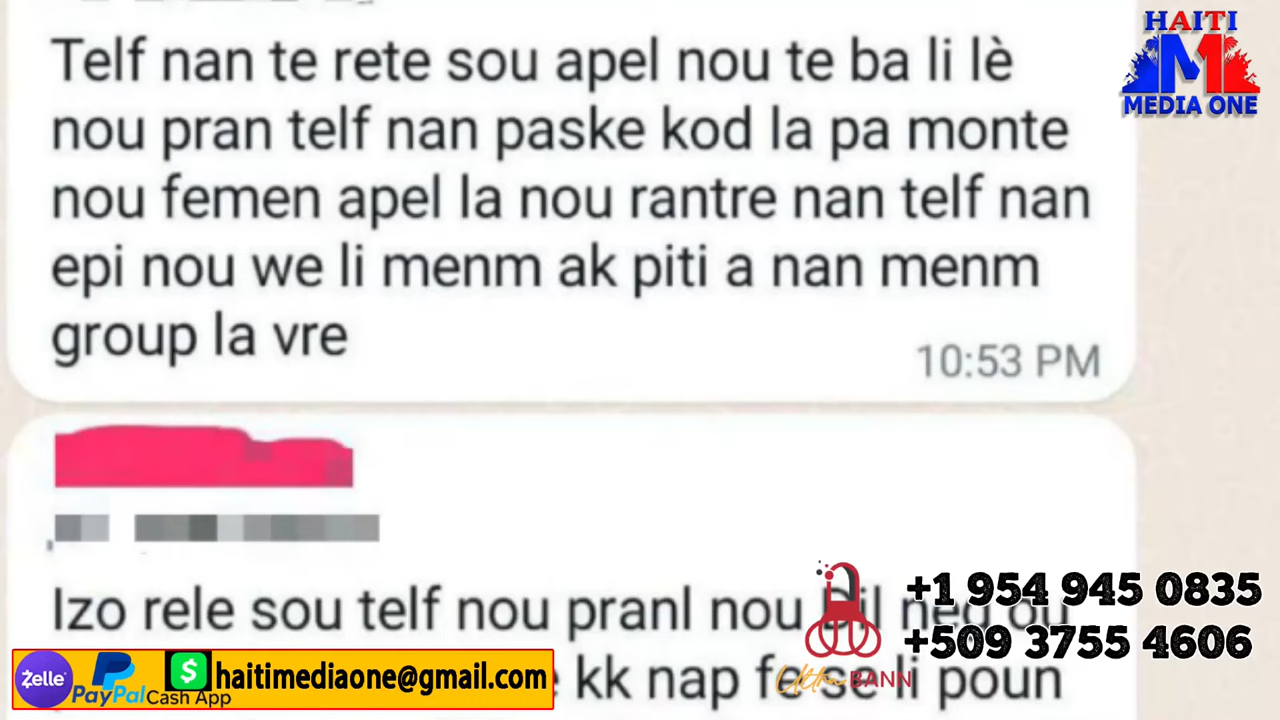 Telf nan te rete sou apel nou te ba li lè
nou pran telf nan paske kod la pa monte
nou femen apel la nou rantre nan telf nan
epi nou we li menm ak piti a nan menm
group la vre
10:53 PM
HAITI
M
MEDIA ONE
Izo rele sou telf nou pranl nou
kk nap fe se li poun
+1 954 945 0835
+509 3755 4606
Zelle
PayPal
Cash App
haitimediaone@gmail.com
Ultra BANN